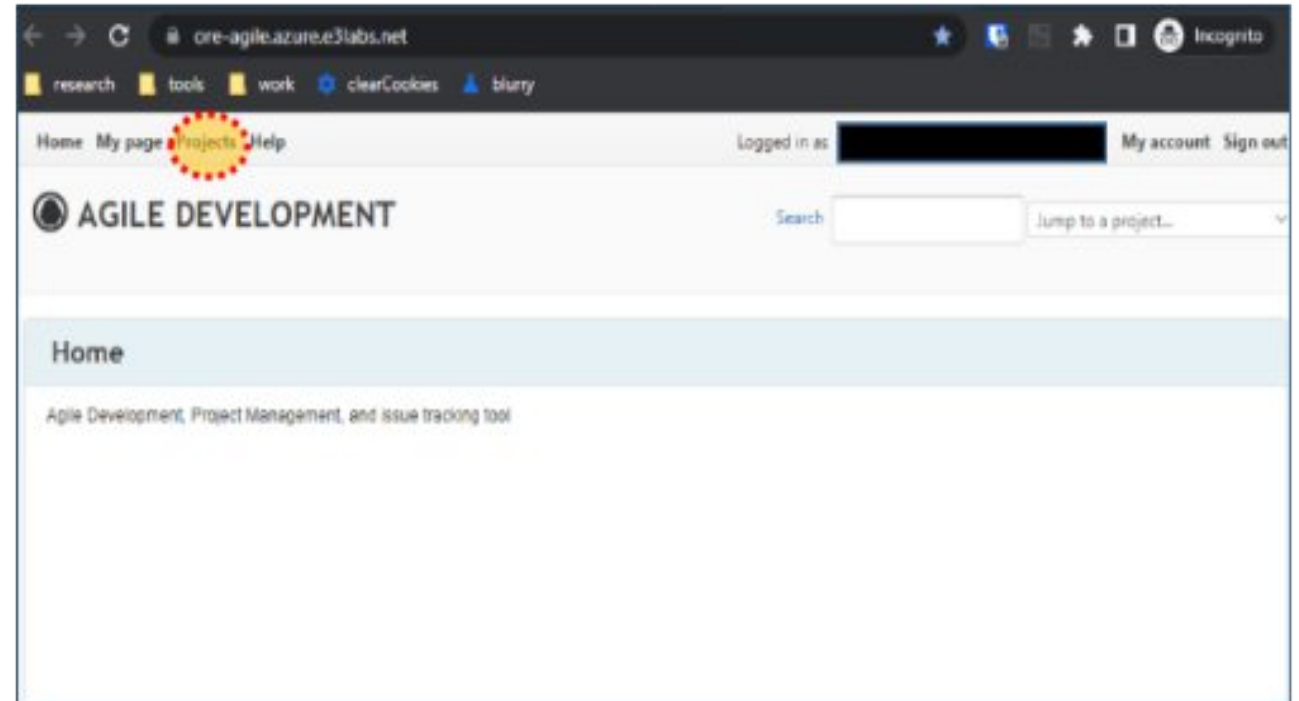 ore-agile.azure.e3labs.net Incognito
research tools work clearCookies blurry
Home My page Projects Help Logged in as My account Sign out
AGILE DEVELOPMENT Search Jump to a project...
Home
Agile Development, Project Management, and issue tracking tool